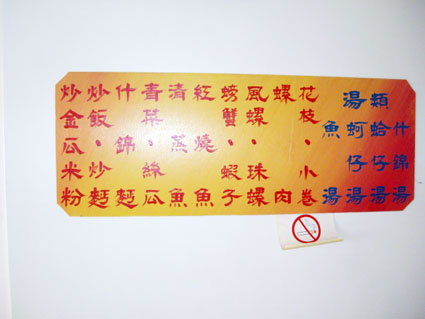 湯類
什錦湯
蛤仔湯
蚵仔湯
魚湯
花枝、小卷
螺肉
風螺、珠螺
螃蟹、蝦子
紅燒魚
清蒸魚
青菜、絲瓜
什錦麵
炒飯、炒麵
炒金瓜米粉